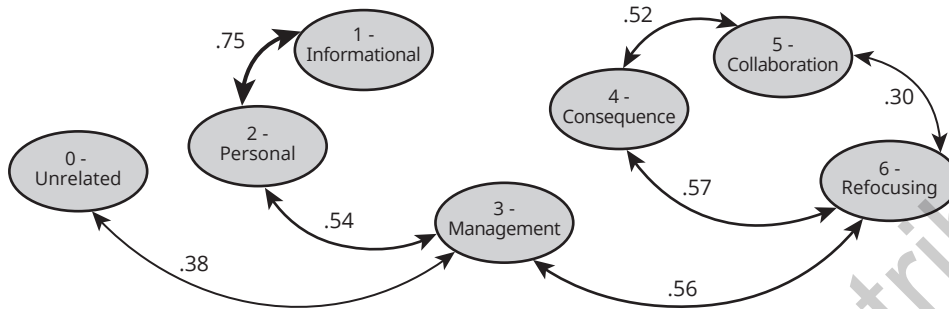 .75
1 -
Informational
.52
5 -
Collaboration
4 -
Consequence
.30
2 -
Personal
0 -
Unrelated
6 -
Refocusing
.57
.54
3 -
Management
.38
.56